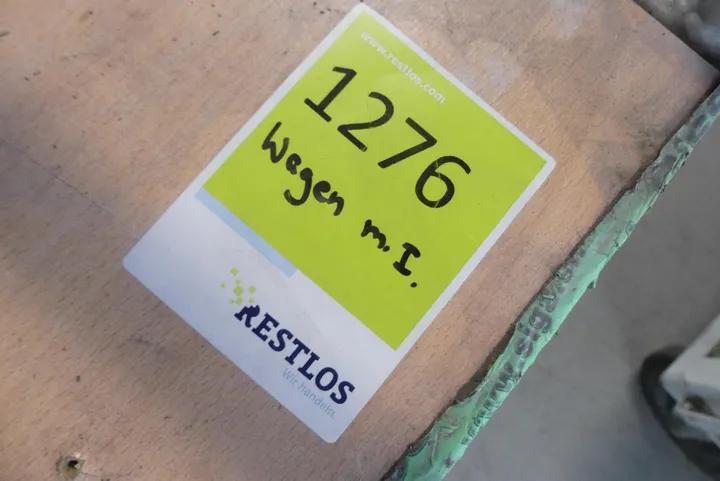 www.restlos.com
1276
Wagen m. I.
RESTLOS
Wir handeln.